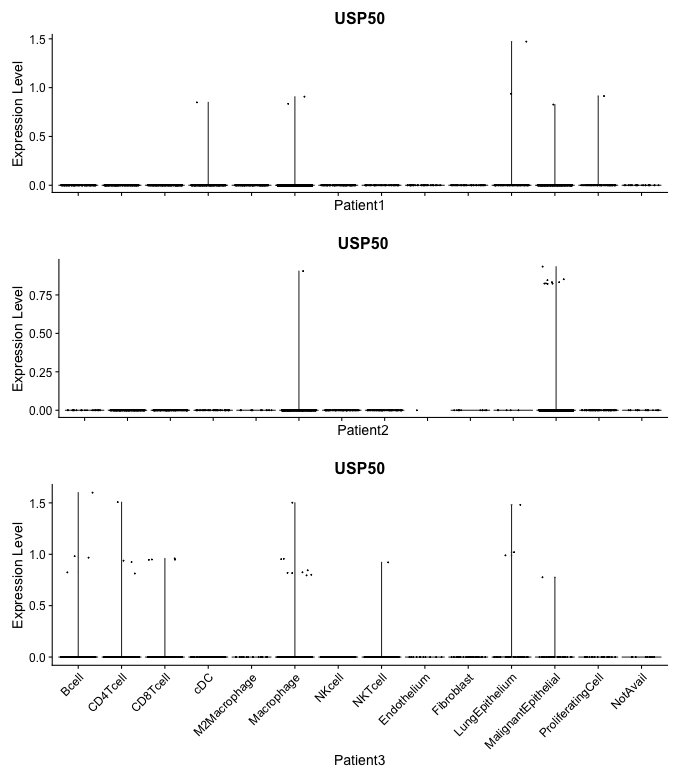 USP50
Expression Level
1.5
1.0
0.5
0.0
Patient1
USP50
Expression Level
0.75
0.50
0.25
0.00
Patient2
USP50
Expression Level
1.5
1.0
0.5
0.0
Bcell
CD4Tcell
CD8Tcell
cDC
M2Macrophage
Macrophage
NKcell
NKTcell
Endothelium
Fibroblast
LungEpithelium
MalignantEpithelial
ProliferatingCell
NotAvail
Patient3